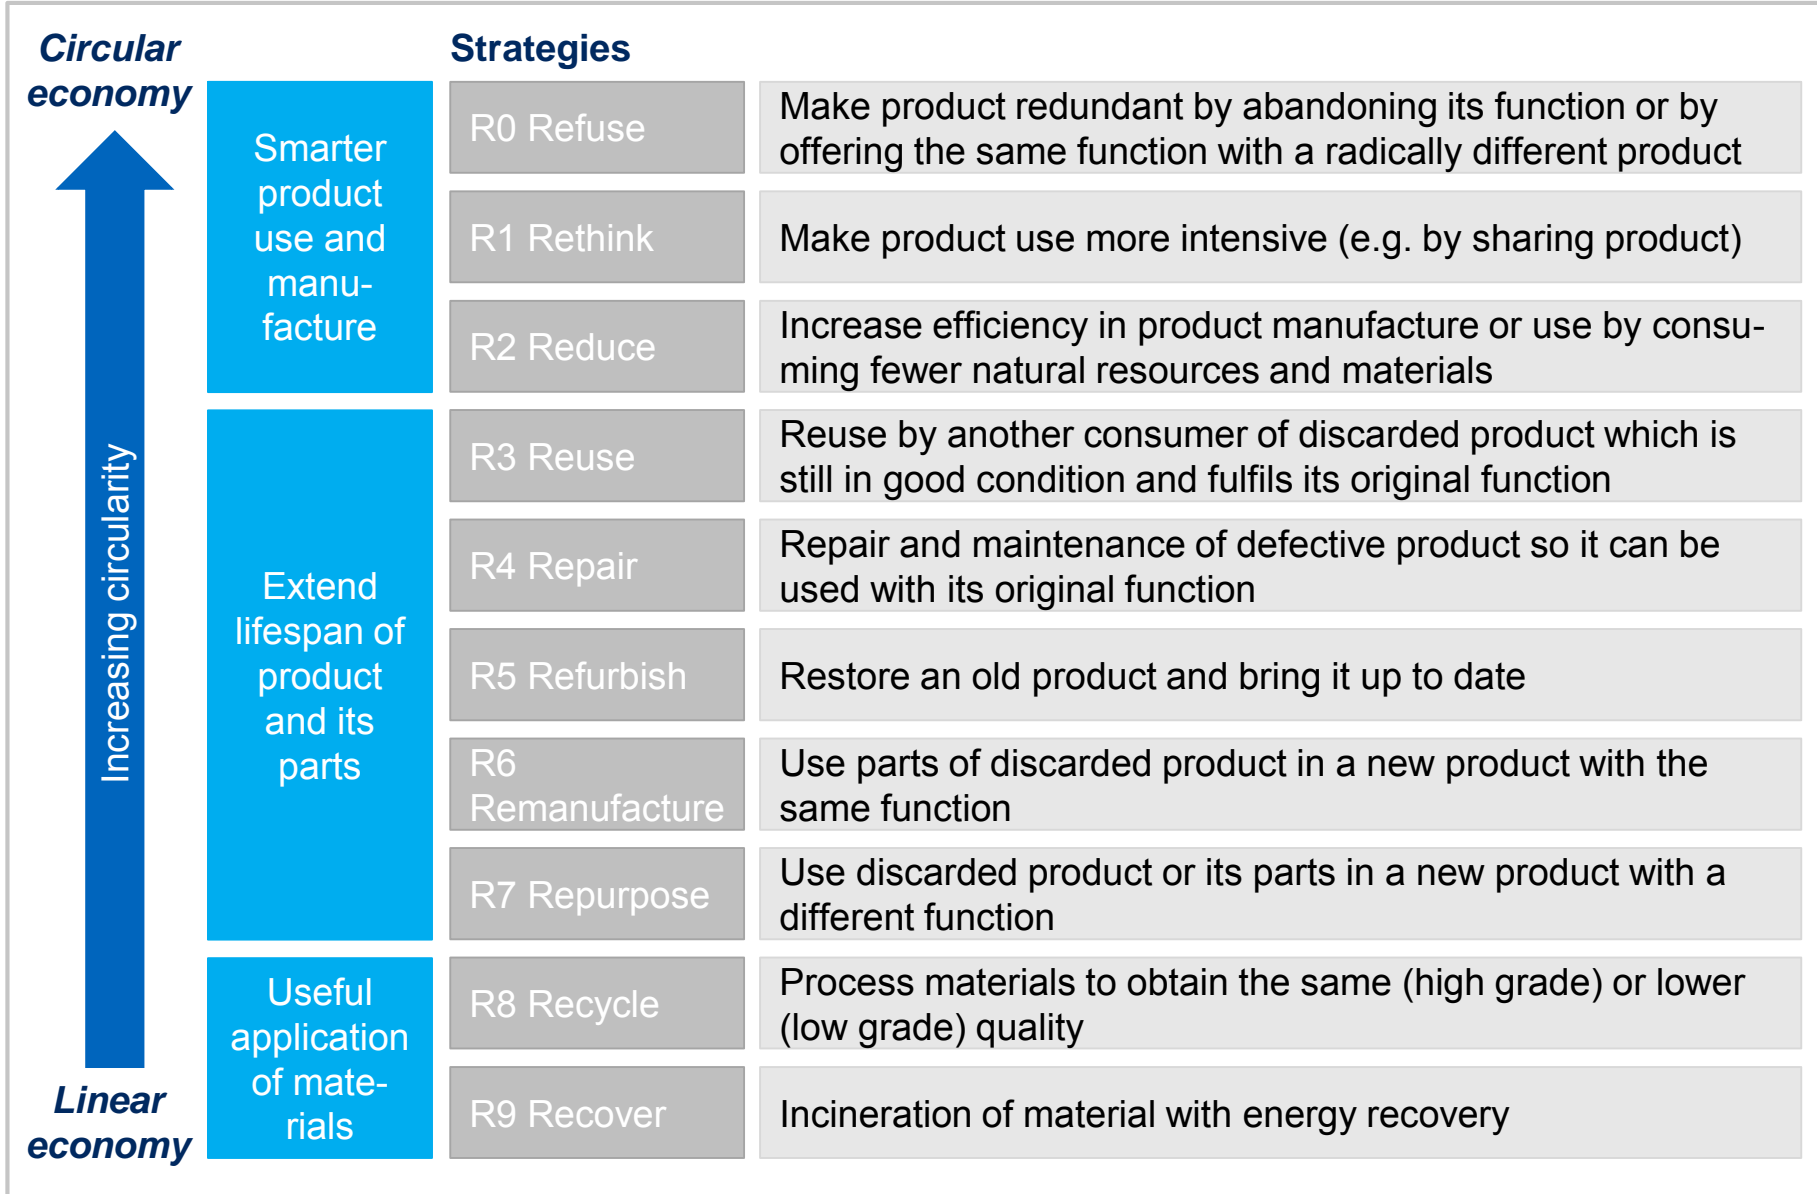 Circular
economy
Strategies
Increasing circularity
Smarter
product
use and
manu-
facture
R0 Refuse
Make product redundant by abandoning its function or by
offering the same function with a radically different product
R1 Rethink
Make product use more intensive (e.g. by sharing product)
R2 Reduce
Increase efficiency in product manufacture or use by consu-
ming fewer natural resources and materials
Extend
lifespan of
product
and its
parts
R3 Reuse
Reuse by another consumer of discarded product which is
still in good condition and fulfils its original function
R4 Repair
Repair and maintenance of defective product so it can be
used with its original function
R5 Refurbish
Restore an old product and bring it up to date
R6
Remanufacture
Use parts of discarded product in a new product with the
same function
R7 Repurpose
Use discarded product or its parts in a new product with a
different function
Useful
application
of mate-
rials
R8 Recycle
Process materials to obtain the same (high grade) or lower
(low grade) quality
R9 Recover
Incineration of material with energy recovery
Linear
economy